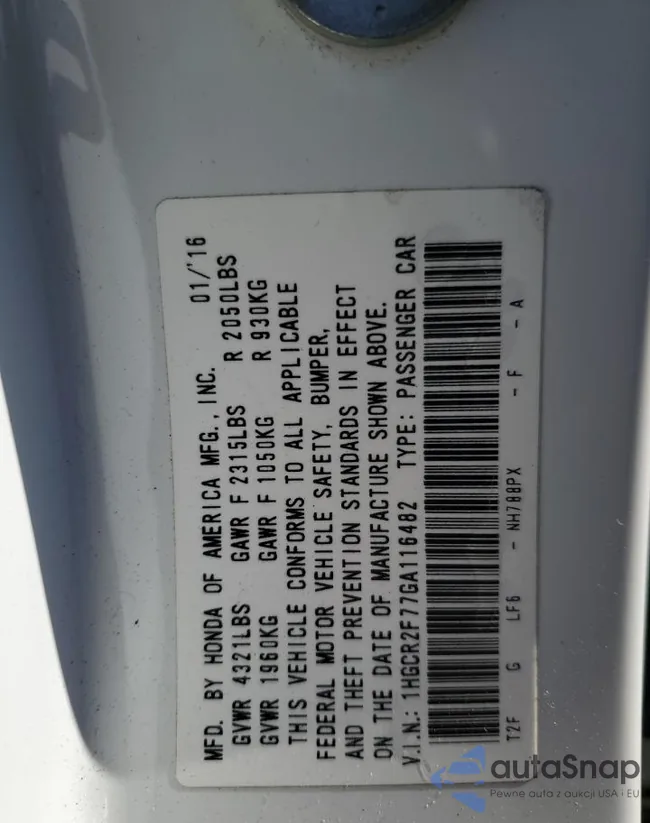 MFD. BY HONDA OF AMERICA MFG., INC. 01/'16
GVWR 4321LBS GAWR F 2315LBS R 2050LBS
GVWR 1960KG GAWR F 1050KG R 930KG
THIS VEHICLE CONFORMS TO ALL APPLICABLE
FEDERAL MOTOR VEHICLE SAFETY, BUMPER,
AND THEFT PREVENTION STANDARDS IN EFFECT
ON THE DATE OF MANUFACTURE SHOWN ABOVE.
V.I.N.: 1HGCR2F77GA116482 TYPE: PASSENGER CAR
T2F G LF6 - NH788PX - F - A
autaSnap
Pewne auta z aukcji USA i EU